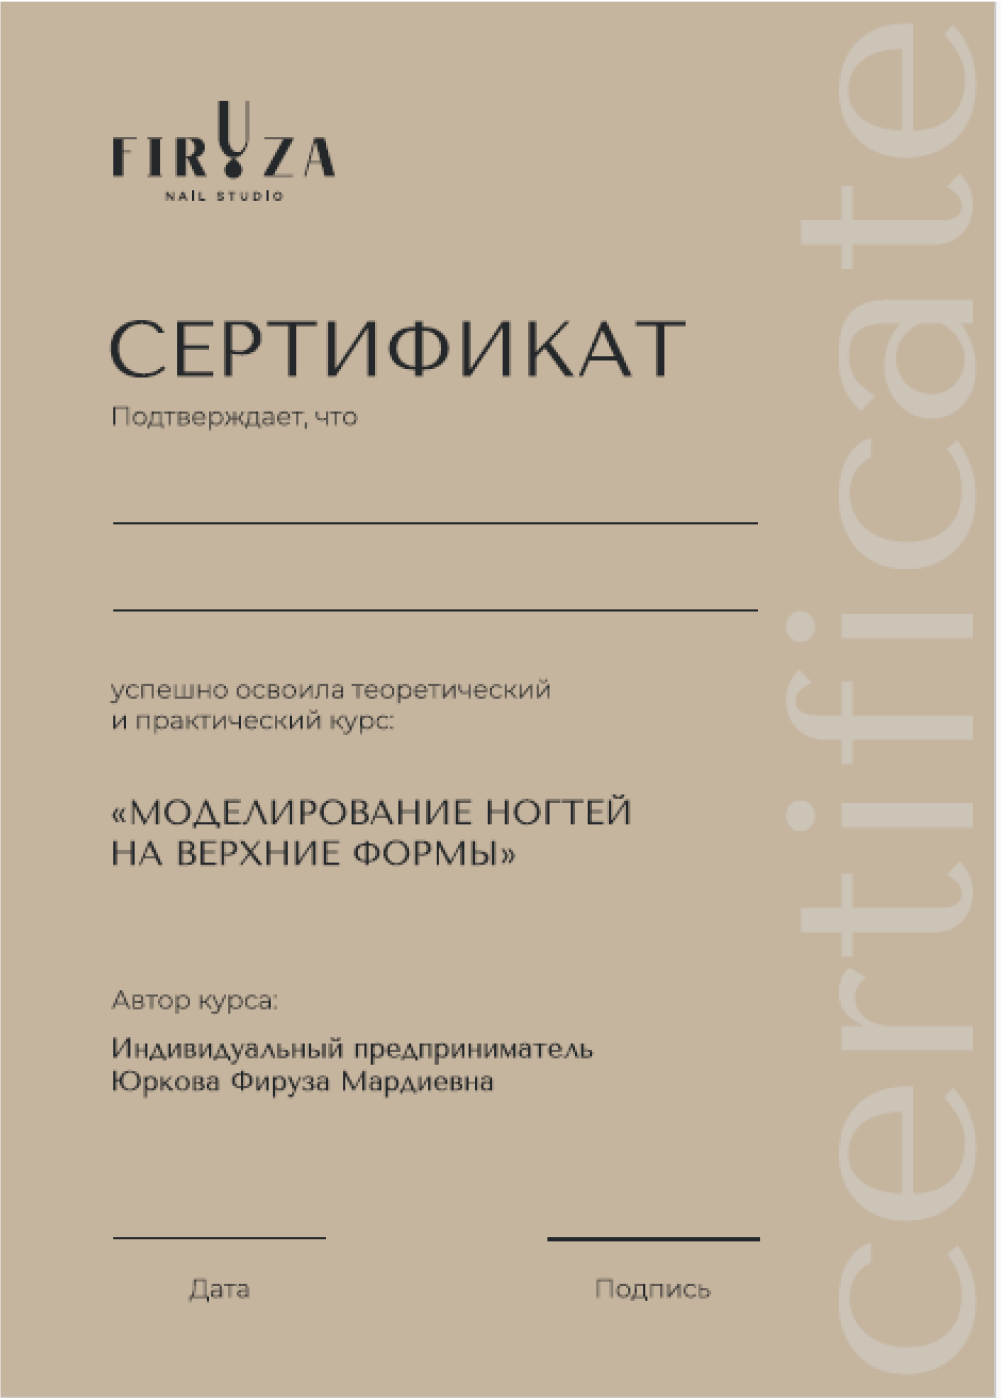 FIRUZA
NAIL STUDIO
СЕРТИФИКАТ
Подтверждает, что
успешно освоила теоретический
и практический курс:
«МОДЕЛИРОВАНИЕ НОГТЕЙ
НА ВЕРХНИЕ ФОРМЫ»
Автор курса:
Индивидуальный предприниматель
Юркова Фируза Мардиевна
Дата
Подпись
certificate